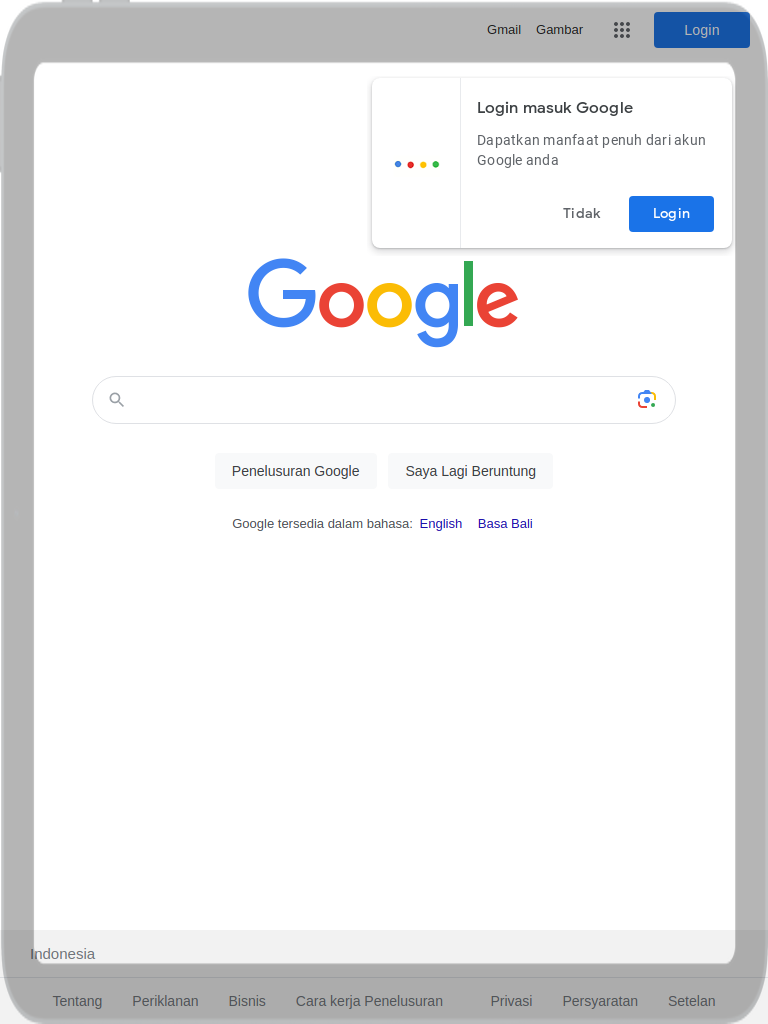 Gmail Gambar Login
Login masuk Google
Dapatkan manfaat penuh dari akun
Google anda
Tidak Login
Google
Penelusuran Google Saya Lagi Beruntung
Google tersedia dalam bahasa: English Basa Bali
Indonesia
Tentang Periklanan Bisnis Cara kerja Penelusuran Privasi Persyaratan Setelan